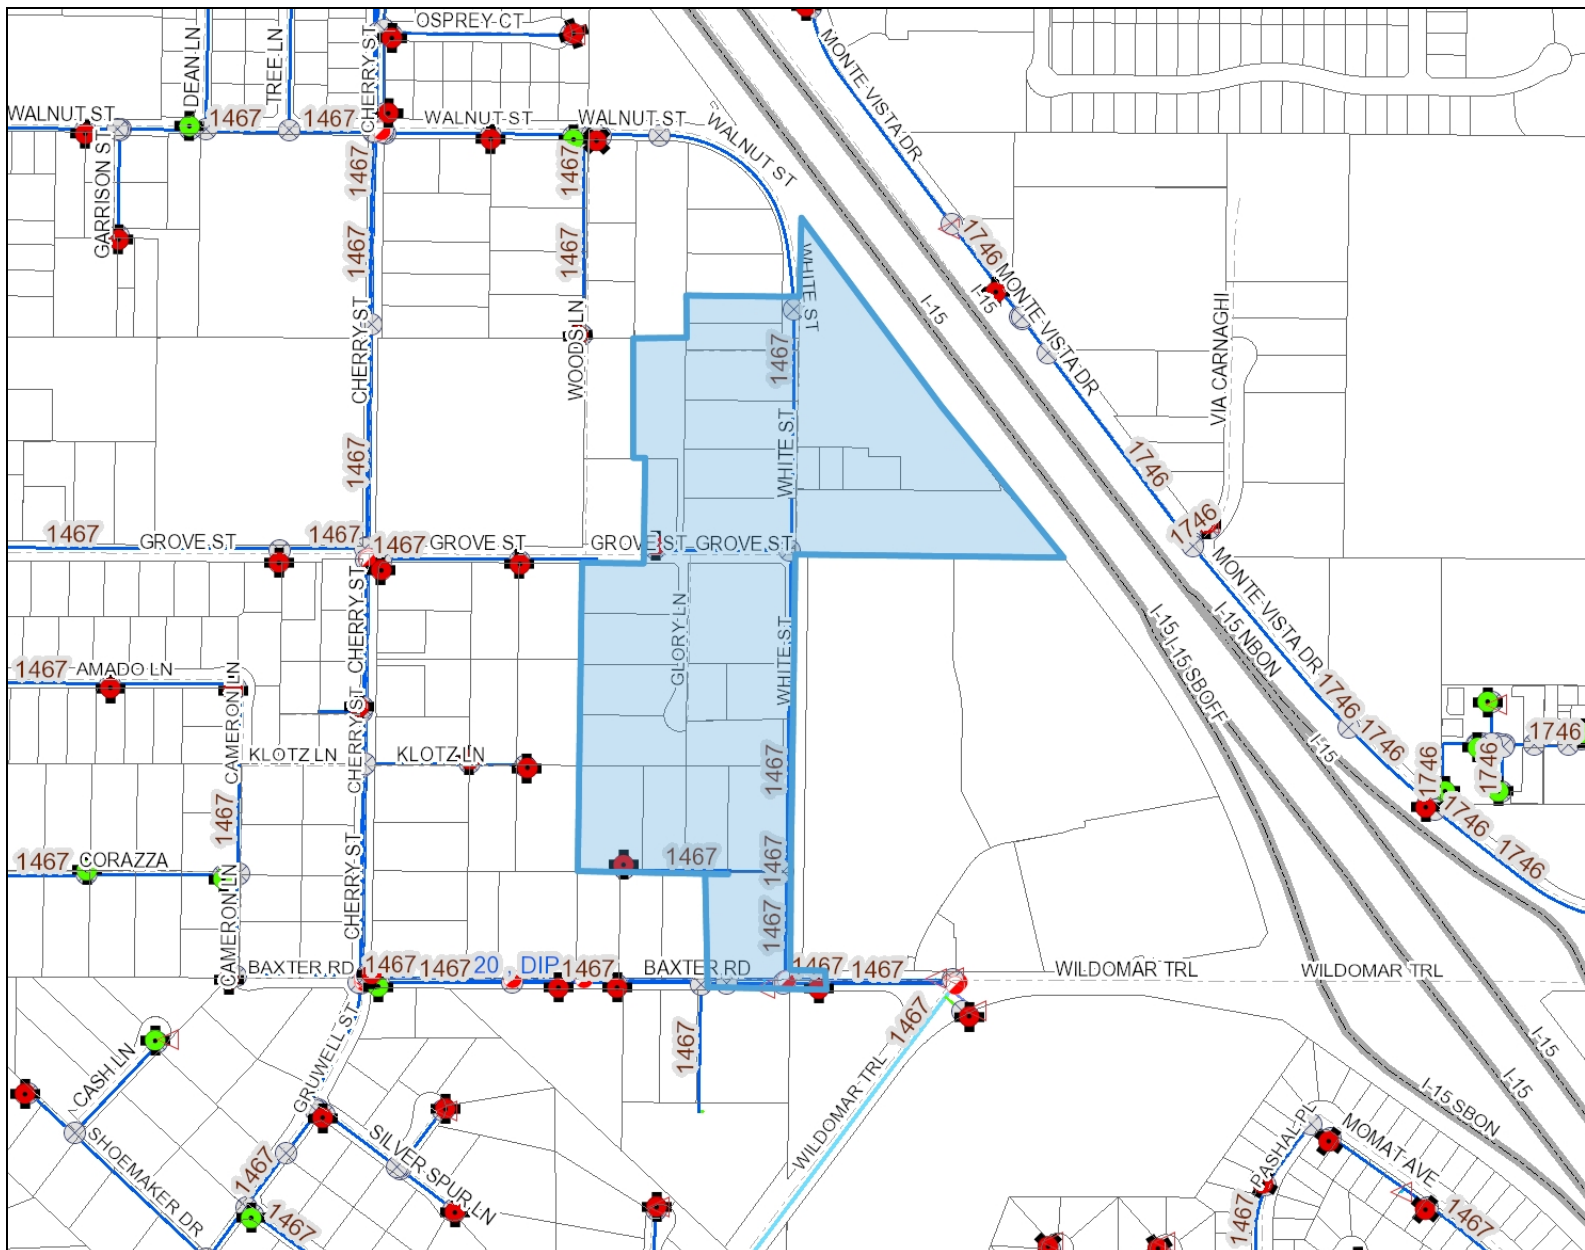 OSPREY CT
DEAN LN
TREE LN
CHERRY ST
MONTE VISTA DR
WALNUT ST
1467
1467
WALNUT ST
WALNUT ST
WALNUT ST
GARRISON ST
1467
1467
1467
1467
WHITE ST
1746
MONTE VISTA DR
I-15
I-15
VIA CARNAGHI
CHERRY ST
WOODS LN
1467
WHITE ST
1467
1746
1467
GROVE ST
1467
1467
GROVE ST
GROVE ST
GROVE ST
1746
MONTE VISTA DR
CHERRY ST
GLORY LN
WHITE ST
I-15
I-15 SBOFF
I-15 NBON
1467
AMADO LN
CAMERON LN
1746
1746
1746
1746
1746
I-15
CHERRY ST
KLOTZ LN
KLOTZ LN
1467
1467
1467
CORAZZA
1467
1467
1746
1746
CHERRY ST
CAMERON LN
1467
BAXTER RD
1467
1467
20 , DIP
1467
BAXTER RD
1467
1467
WILDOMAR TRL
WILDOMAR TRL
1467
1467
WILDOMAR TRL
I-15
I-15
I-15 SBON
CASH LN
GRUWELL ST
SHOEMAKER DR
SILVER SPUR LN
1467
1467
PASHAL PL
MOMAT AVE
1467
1467